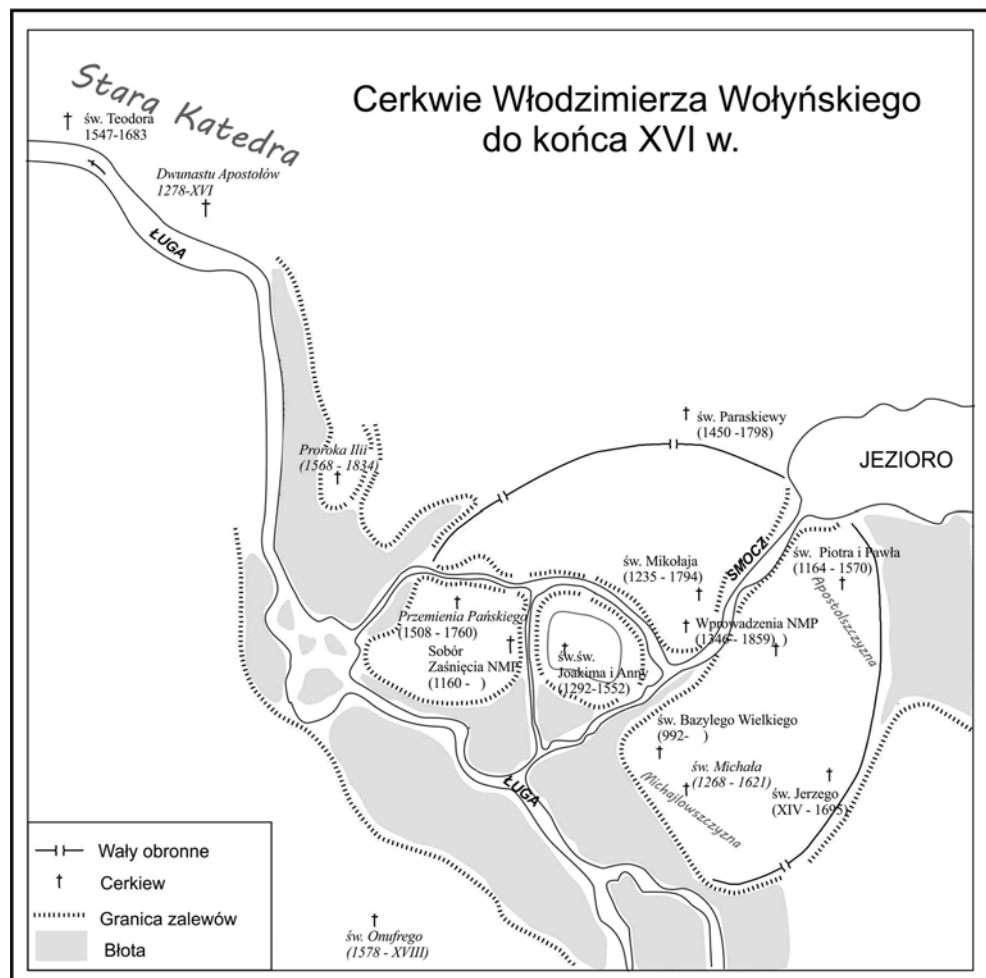 Cerkwie Włodzimierza Wołyńskiego
do końca XVI w.
Stara Katedra
św. Teodora
1547-1683
Dwunastu Apostołów
1278-XVI
ŁUGA
św. Paraskiewy
(1450 -1798)
JEZIORO
Proroka Ilii
(1568 - 1834)
SMOCZ.
św. Piotra i Pawła
(1164 - 1570)
Apostolszczyzna
św. Mikołaja
(1235 - 1794)
Przemienia Pańskiego
(1508 - 1760)
Sobór
Zaśnięcia NMP
(1160 - )
św.św.
Joakima i Anny
(1292-1552)
Wprowadzenia NMP
(1346 - 1859) )
św. Bazylego Wielkiego
(992- )
św. Michała
(1268 - 1621)
Michajlowszczyzna
św. Jerzego
(XIV - 1695)
ŁUGA
św. Onufrego
(1578 - XVIII)
Wały obronne
Cerkiew
Granica zalewów
Błota